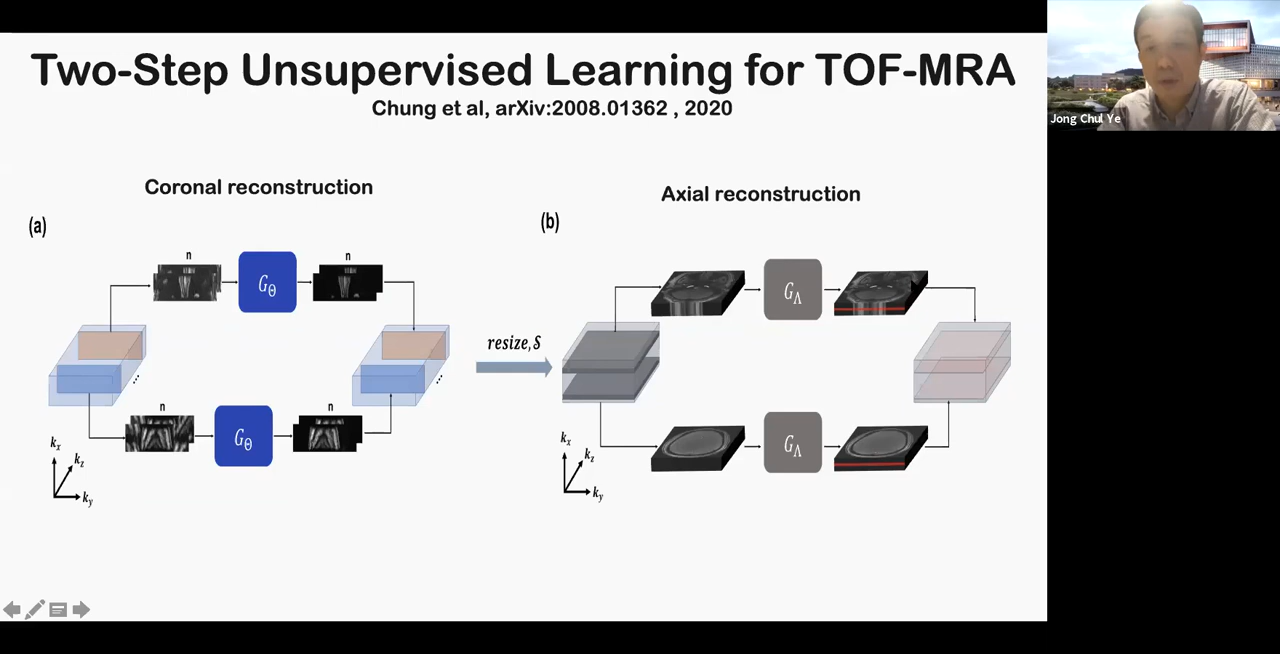 Two-Step Unsupervised Learning for TOF-MRA
Chung et al, arXiv:2008.01362 , 2020
Jong Chul Ye
Coronal reconstruction
(a)
n
G_Θ
n
n
G_Θ
n
k_x
k_z
k_y
resize, S
Axial reconstruction
(b)
G_Λ
G_Λ
k_x
k_z
k_y